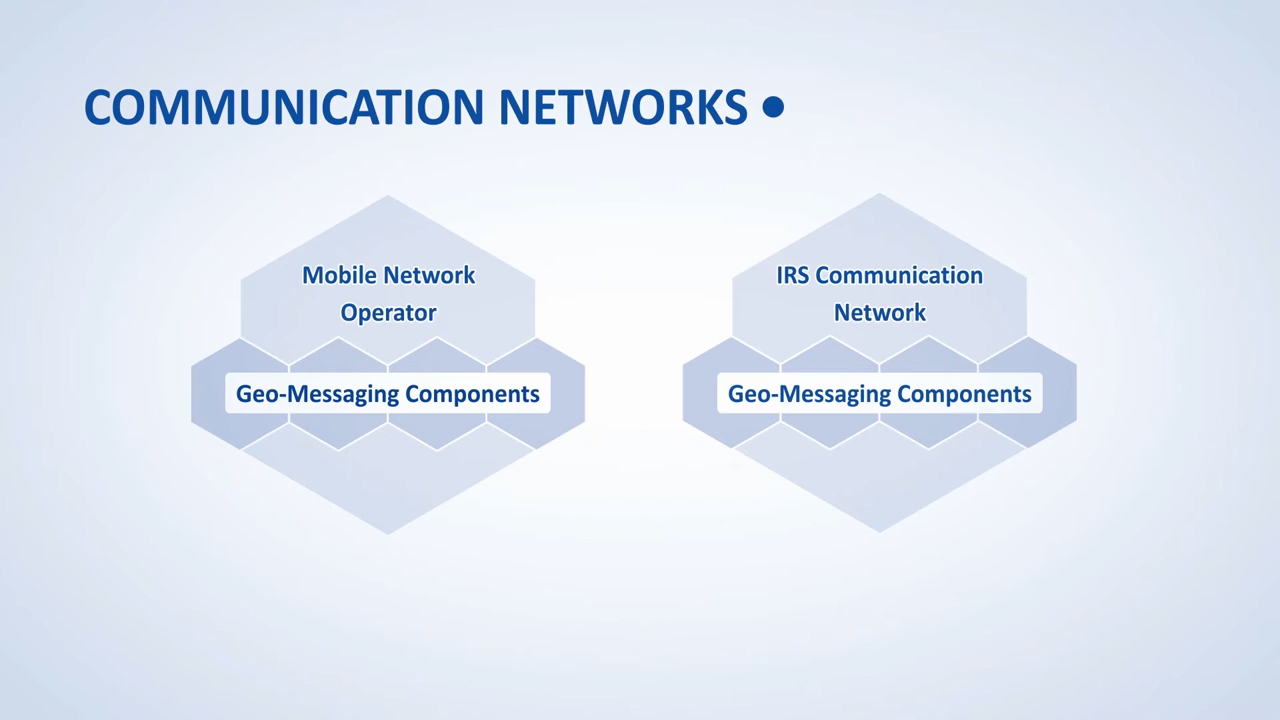 COMMUNICATION NETWORKS •
Mobile Network
Operator
Geo-Messaging Components
IRS Communication
Network
Geo-Messaging Components